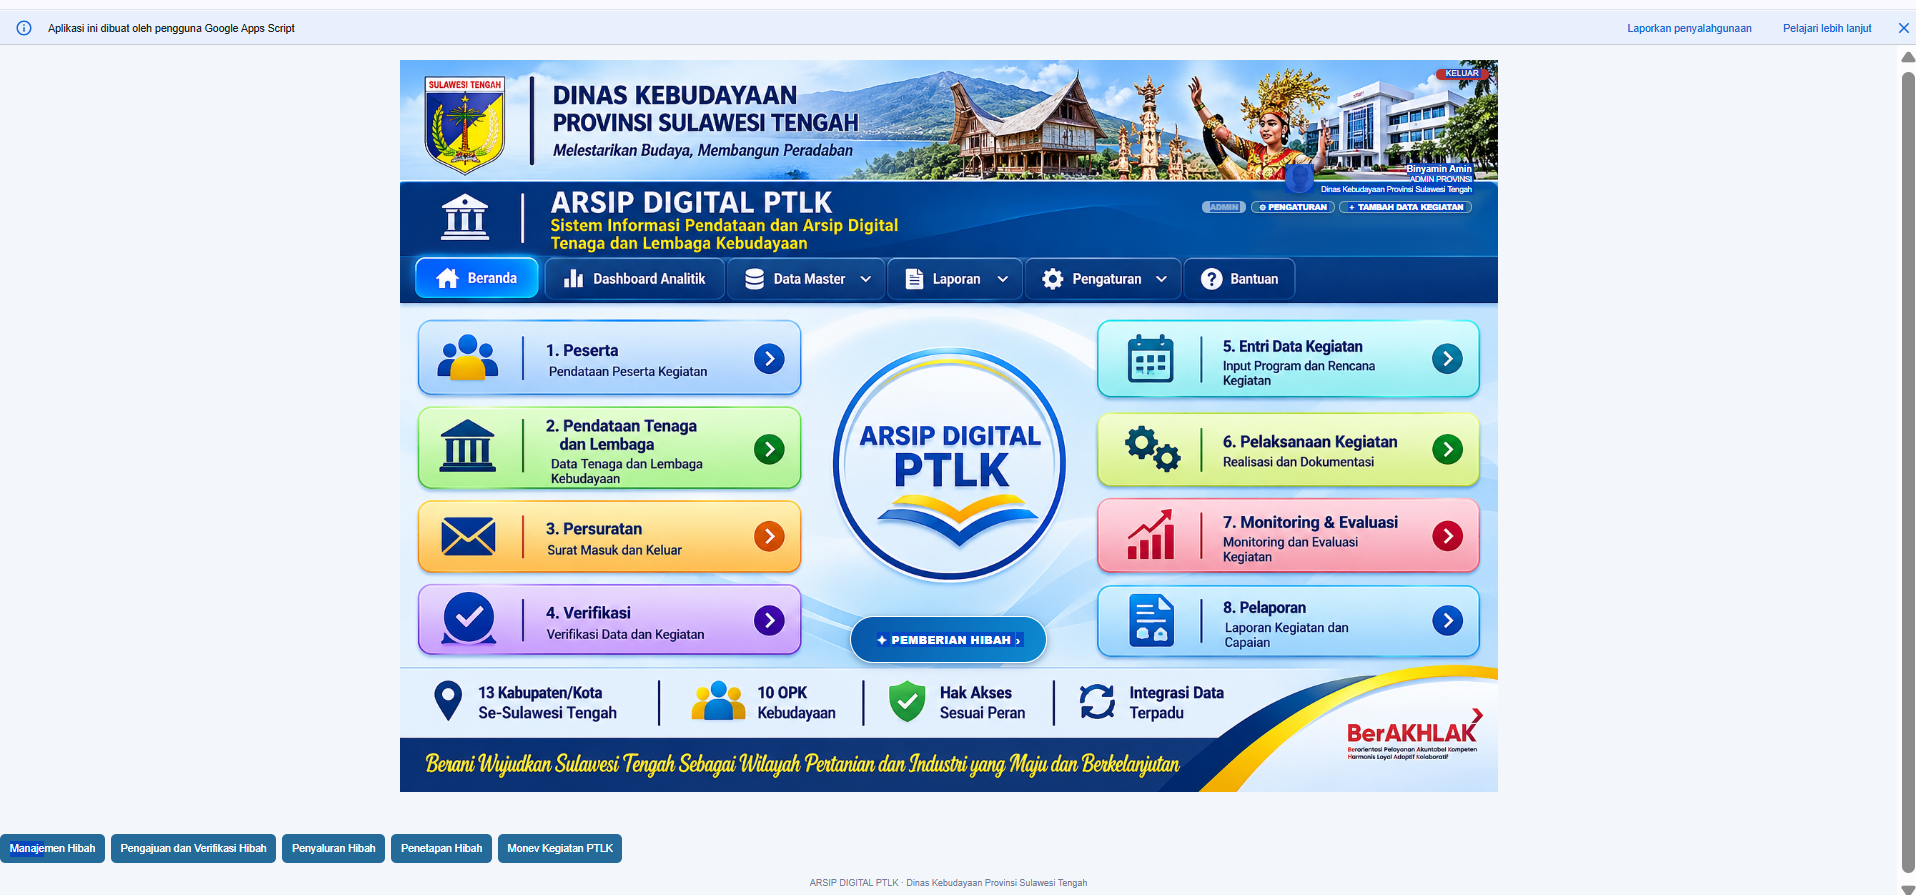 Aplikasi ini dibuat oleh pengguna Google Apps Script
Laporkan penyalahgunaan
Pelajari lebih lanjut
SULAWESI TENGAH
DINAS KEBUDAYAAN
PROVINSI SULAWESI TENGAH
Melestarikan Budaya, Membangun Peradaban
KELUAR
Binyamin Amin
ADMIN PROVINSI
Dinas Kebudayaan Provinsi Sulawesi Tengah
ADMIN
PENGATURAN
+ TAMBAH DATA KEGIATAN
ARSIP DIGITAL PTLK
Sistem Informasi Pendataan dan Arsip Digital
Tenaga dan Lembaga Kebudayaan
Beranda
Dashboard Analitik
Data Master
Laporan
Pengaturan
Bantuan
1. Peserta
Pendataan Peserta Kegiatan
2. Pendataan Tenaga
dan Lembaga
Data Tenaga dan Lembaga
Kebudayaan
3. Persuratan
Surat Masuk dan Keluar
4. Verifikasi
Verifikasi Data dan Kegiatan
ARSIP DIGITAL
PTLK
✦ PEMBERIAN HIBAH ›
5. Entri Data Kegiatan
Input Program dan Rencana
Kegiatan
6. Pelaksanaan Kegiatan
Realisasi dan Dokumentasi
7. Monitoring & Evaluasi
Monitoring dan Evaluasi
Kegiatan
8. Pelaporan
Laporan Kegiatan dan
Capaian
13 Kabupaten/Kota
Se-Sulawesi Tengah
10 OPK
Kebudayaan
Hak Akses
Sesuai Peran
Integrasi Data
Terpadu
BerAKHLAK
Berorientasi Pelayanan Akuntabel Kompeten
Harmonis Loyal Adaptif Kolaboratif
Berani Wujudkan Sulawesi Tengah Sebagai Wilayah Pertanian dan Industri yang Maju dan Berkelanjutan
Manajemen Hibah
Pengajuan dan Verifikasi Hibah
Penyaluran Hibah
Penetapan Hibah
Monev Kegiatan PTLK
ARSIP DIGITAL PTLK · Dinas Kebudayaan Provinsi Sulawesi Tengah